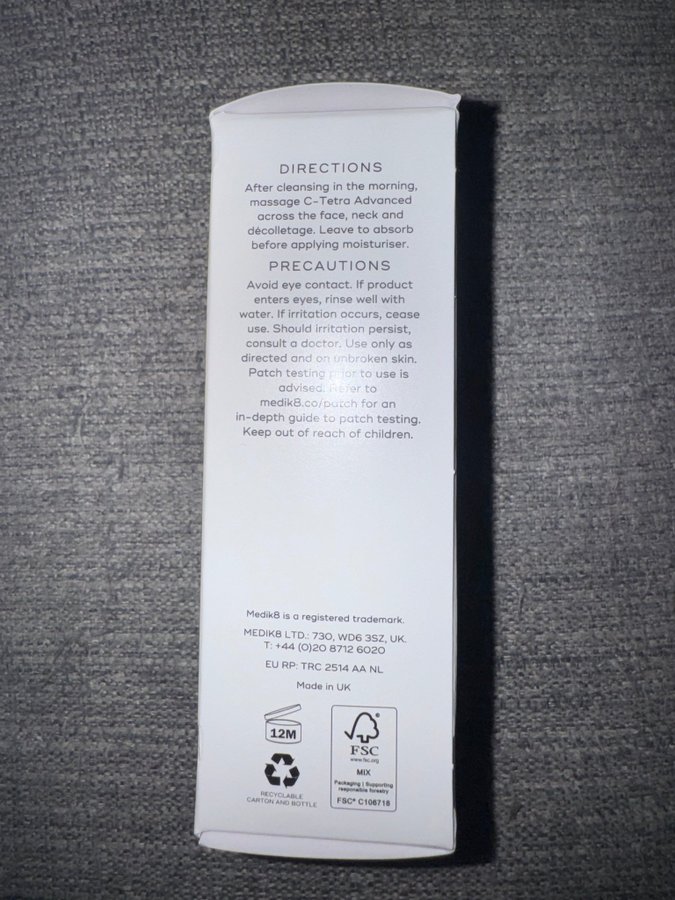 DIRECTIONS
After cleansing in the morning,
massage C-Tetra Advanced
across the face, neck and
décolletage. Leave to absorb
before applying moisturiser.
PRECAUTIONS
Avoid eye contact. If product
enters eyes, rinse well with
water. If irritation occurs, cease
use. Should irritation persist,
consult a doctor. Use only as
directed and on unbroken skin.
Patch testing prior to use is
advised. Refer to
medik8.co/patch for an
in-depth guide to patch testing.
Keep out of reach of children.
Medik8 is a registered trademark.
MEDIK8 LTD.: 730, WD6 3SZ, UK.
T: +44 (0)20 8712 6020
EU RP: TRC 2514 AA NL
Made in UK
12M
RECYCLABLE
CARTON AND BOTTLE
FSC
www.fsc.org
MIX
Packaging | Supporting
responsible forestry
FSC® C106718